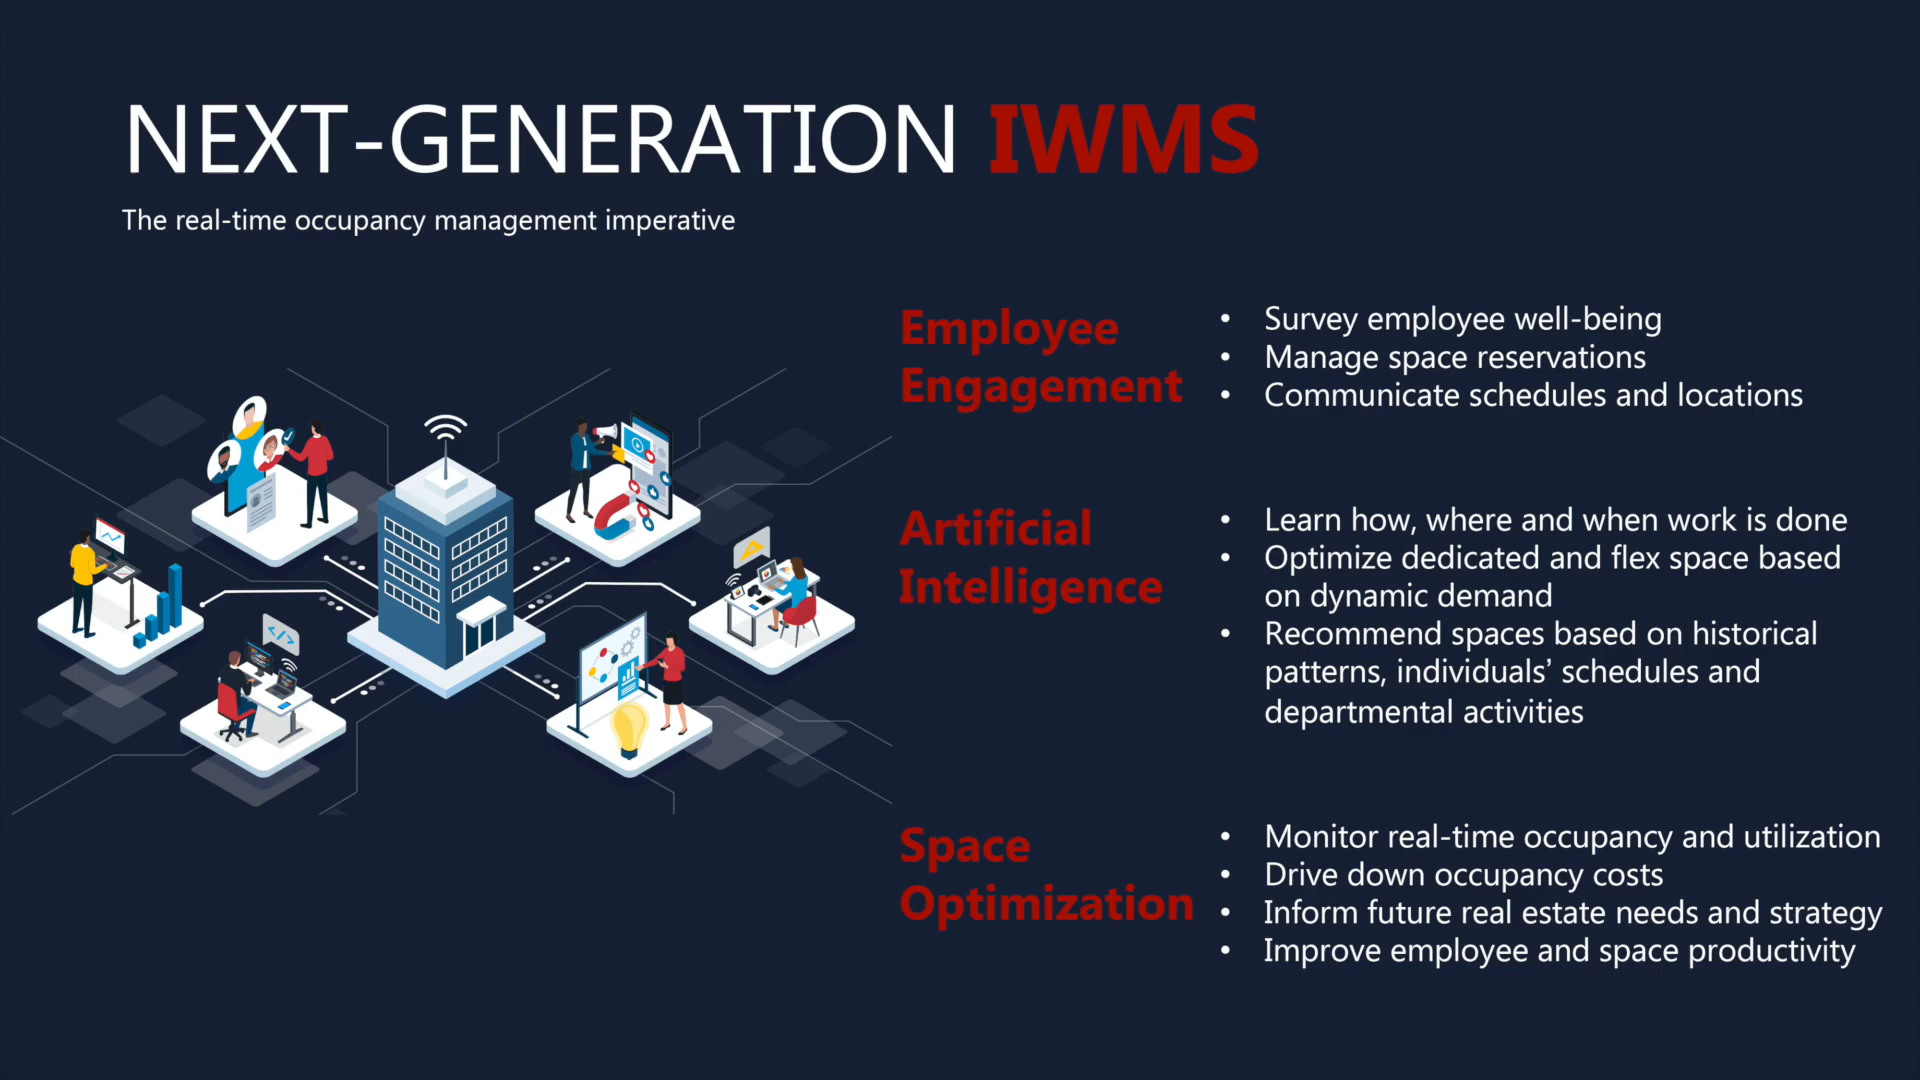 NEXT-GENERATION IWMS
The real-time occupancy management imperative
Employee
Engagement
• Survey employee well-being
• Manage space reservations
• Communicate schedules and locations
Artificial
Intelligence
• Learn how, where and when work is done
• Optimize dedicated and flex space based
on dynamic demand
• Recommend spaces based on historical
patterns, individuals’ schedules and
departmental activities
Space
Optimization
• Monitor real-time occupancy and utilization
• Drive down occupancy costs
• Inform future real estate needs and strategy
• Improve employee and space productivity